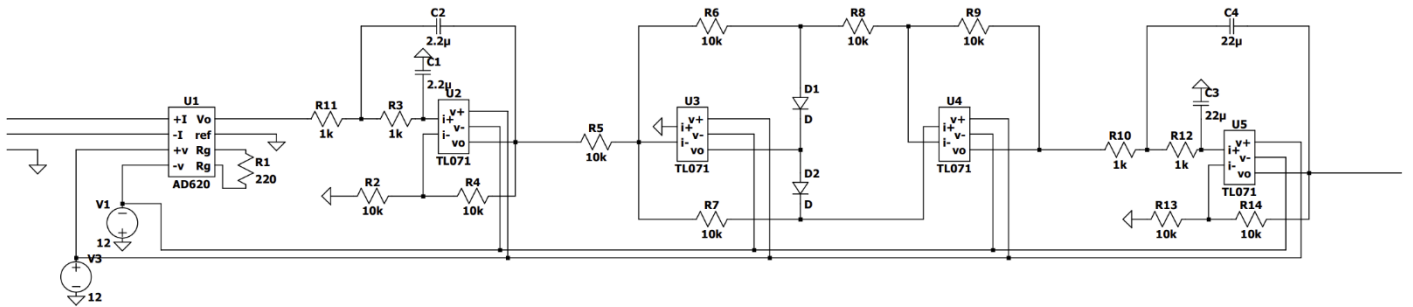 C2
2.2µ
C1
2.2µ
R11
1k
R3
1k
U2
i+
v+
v-
i-
vo
TL071
R2
10k
R4
10k
U1
+I
Vo
-I
ref
+v
Rg
-v
Rg
AD620
R1
220
V1
12
V3
12
R5
10k
R6
10k
U3
i+
v+
v-
i-
vo
TL071
R7
10k
D1
D
D2
D
R8
10k
R9
10k
U4
i+
v+
v-
i-
vo
TL071
R10
1k
R12
1k
C4
22µ
C3
22µ
U5
i+
v+
v-
i-
vo
TL071
R13
10k
R14
10k